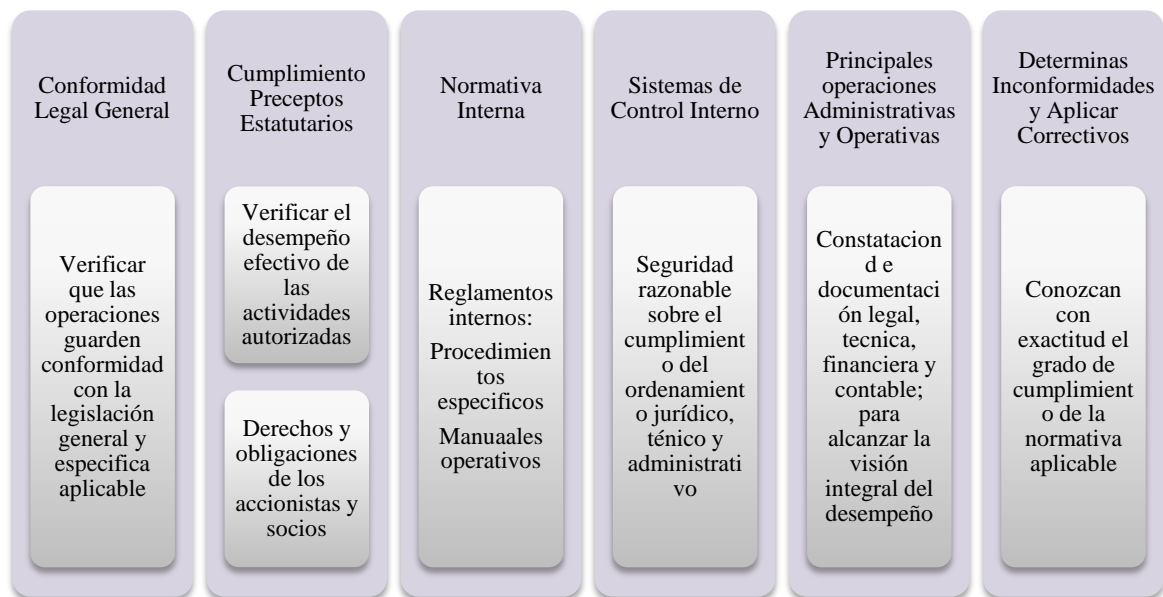 Conformidad
Legal General
Verificar
que las
operaciones
guarden
conformidad
con la
legislación
general y
especifica
aplicable
Cumplimiento
Preceptos
Estatutarios
Verificar el
desempeño
efectivo de
las
actividades
autorizadas
Derechos y
obligaciones
de los
accionistas y
socios
Normativa
Interna
Reglamentos
internos:
Procedimien
tos
especificos
Manuaales
operativos
Sistemas de
Control Interno
Seguridad
razonable
sobre el
cumplimient
o del
ordenamient
o jurídico,
ténico y
administrati
vo
Principales
operaciones
Administrativas
y Operativas
Constatacion
d e
documentaci
ón legal,
tecnica,
financiera y
contable;
para
alcanzar la
visión
integral del
desempeño
Determinas
Inconformidades
y Aplicar
Correctivos
Conozcan
con
exactitud el
grado de
cumplimient
o de la
normativa
aplicable